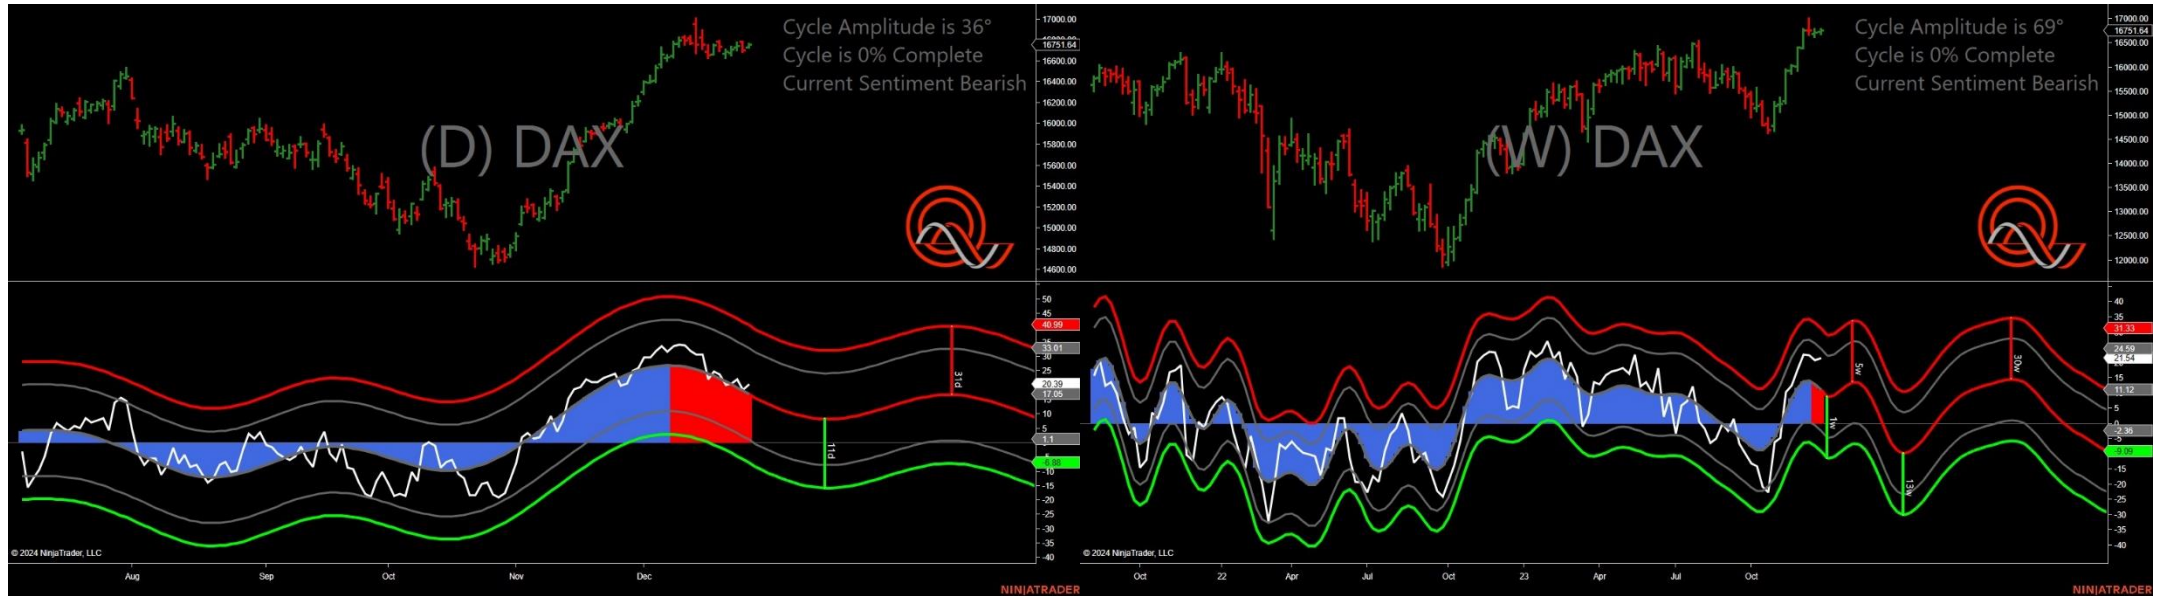 Cycle Amplitude is 36°
Cycle is 0% Complete
Current Sentiment Bearish
(D) DAX
17000.00
16751.64
16600.00
16400.00
16200.00
16000.00
15800.00
15600.00
15400.00
15200.00
15000.00
14800.00
14600.00
50
45
40.99
33.01
25
20.39
17.05
10
5
1.1
-6.88
-10
-15
-20
-25
-30
-35
-40
31d
11d
© 2024 NinjaTrader, LLC
Aug Sep Oct Nov Dec
NINJATRADER
Cycle Amplitude is 69°
Cycle is 0% Complete
Current Sentiment Bearish
(W) DAX
17000.00
16751.64
16500.00
16000.00
15500.00
15000.00
14500.00
14000.00
13500.00
13000.00
12500.00
12000.00
40
35
31.33
24.59
21.54
11.12
5
-2.36
-5
-9.09
-15
-20
-25
-30
-35
-40
5w
30w
1w
13w
© 2024 NinjaTrader, LLC
Oct 22 Apr Jul Oct 23 Apr Jul Oct
NINJATRADER